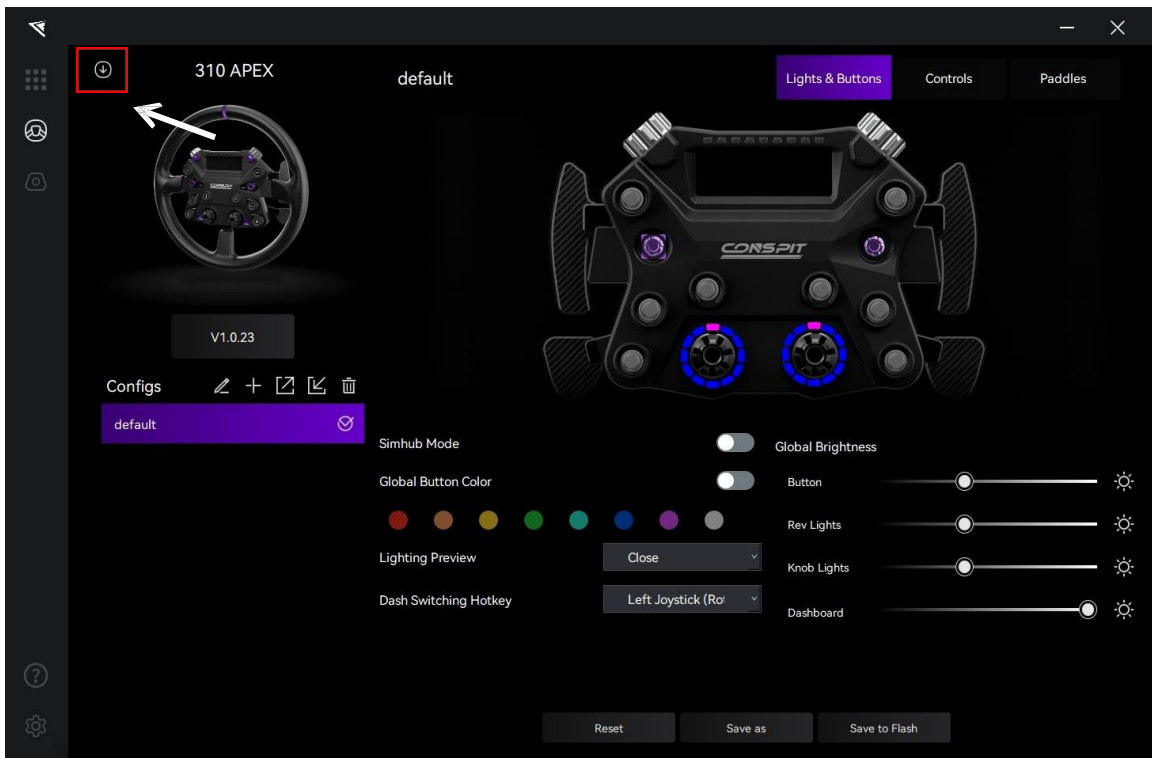 310 APEX
default
Lights & Buttons
Controls
Paddles
CONSPIT
CONSPIT
V1.0.23
Configs
default
Simhub Mode
Global Brightness
Global Button Color
Button
Rev Lights
Lighting Preview
Close
Knob Lights
Dash Switching Hotkey
Left Joystick (Ro
Dashboard
Reset
Save as
Save to Flash